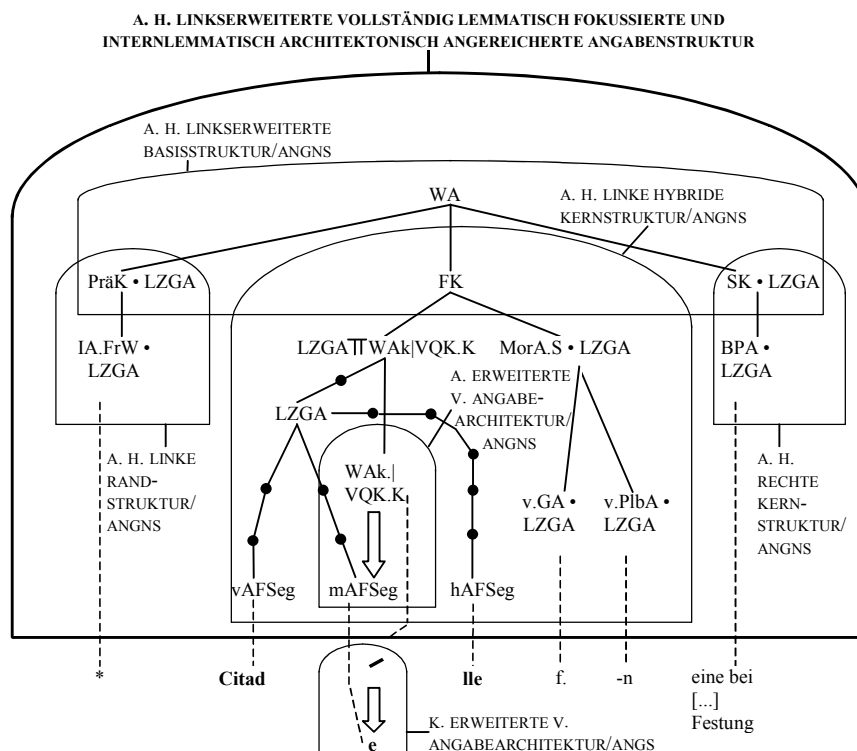 A. H. LINKSERWEITERTE VOLLSTÄNDIG LEMMATISCH FOKUSSIERTE UND
INTERNLEMMATISCH ARCHITEKTONISCH ANGEREICHERTE ANGABENSTRUKTUR
A. H. LINKSERWEITERTE
BASISSTRUKTUR/ANGNS
WA
A. H. LINKE HYBRIDE
KERNSTRUKTUR/ANGNS
PräK • LZGA
FK
SK • LZGA
IA.FrW •
LZGA
LZGA╥WAk|VQK.K
MorA.S • LZGA
BPA •
LZGA
A. ERWEITERTE
V. ANGABE-
ARCHITEKTUR/
ANGNS
LZGA
A. H. LINKE
RAND-
STRUKTUR/
ANGNS
WAk.|
VQK.K
v.GA •
LZGA
v.PlbA •
LZGA
A. H.
RECHTE
KERN-
STRUKTUR/
ANGNS
vAFSeg
mAFSeg
hAFSeg
*
Citad
lle
f.
-n
eine bei
[...]
Festung
e
K. ERWEITERTE V.
ANGABEARCHITEKTUR/ANGS